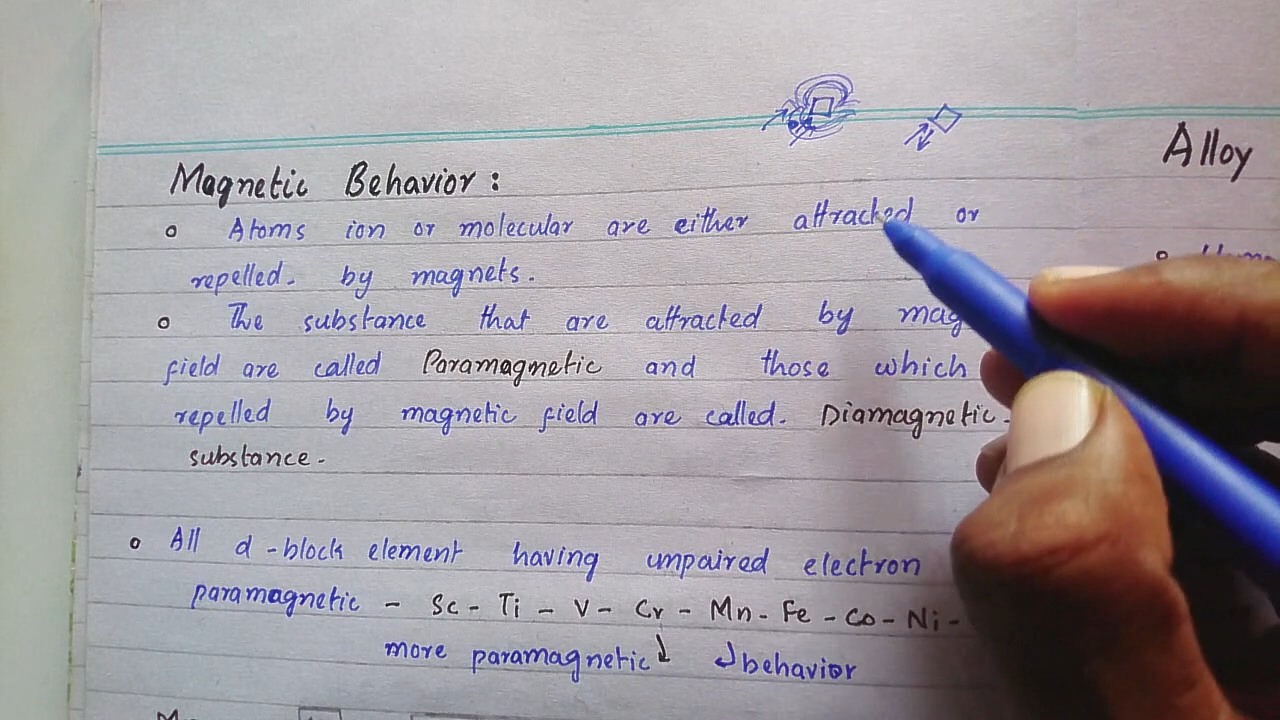 Magnetic Behavior :
Alloy
Atoms ion or molecular are either attracted or
repelled. by magnets.
The substance that are attracted by mag
field are called Paramagnetic and those which
repelled by magnetic field are called. Diamagnetic.
substance.
All d-block element having unpaired electron
paramagnetic - Sc - Ti - V - Cr - Mn - Fe - Co - Ni -
more paramagnetic behavior